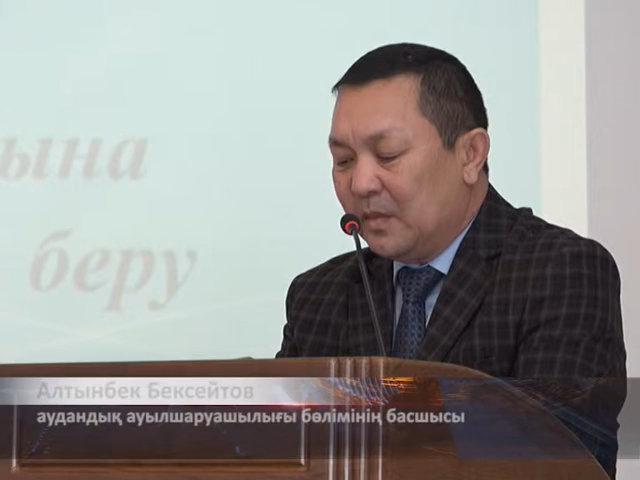 ына
беру
Алтынбек Бексейтов
аудандық ауылшаруашылығы бөлімінің басшысы